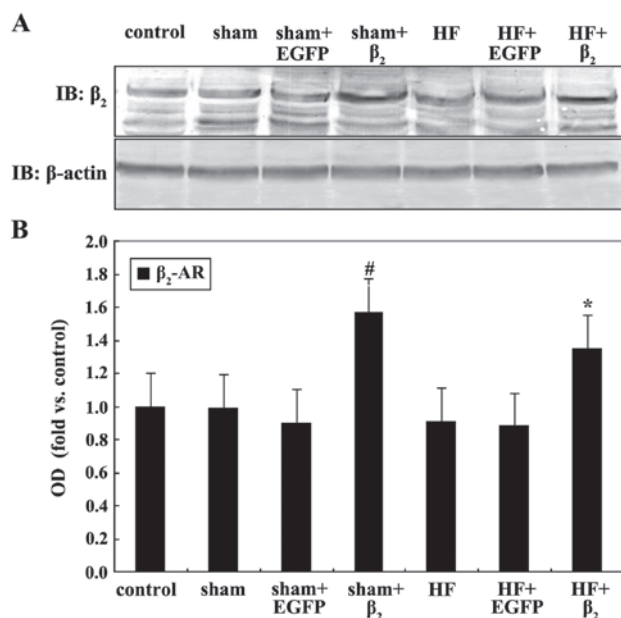 A
control sham sham+ EGFP sham+ β₂ HF HF+ EGFP HF+ β₂
IB: β₂
IB: β-actin
B
2.0
1.8
1.6
1.4
1.2
1.0
0.8
0.6
0.4
0.2
0.0
OD (fold vs. control)
β₂-AR
#
*
control sham sham+ EGFP sham+ β₂ HF HF+ EGFP HF+ β₂